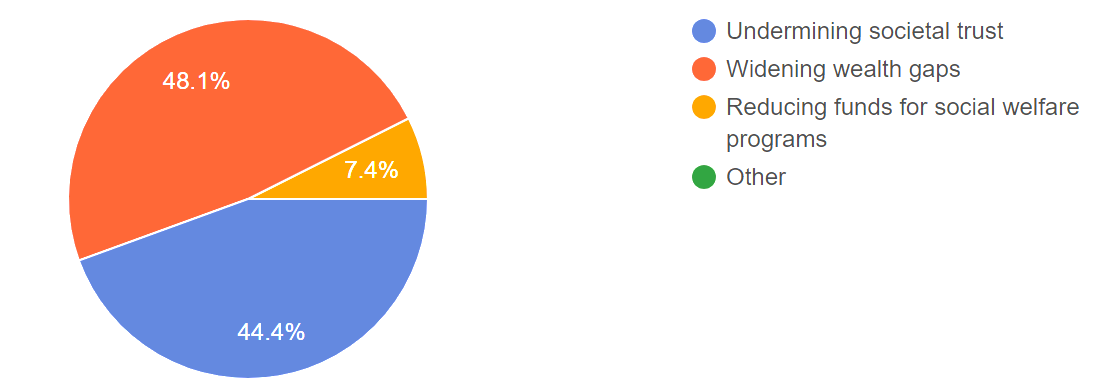 48.1%
7.4%
44.4%
Undermining societal trust
Widening wealth gaps
Reducing funds for social welfare
programs
Other